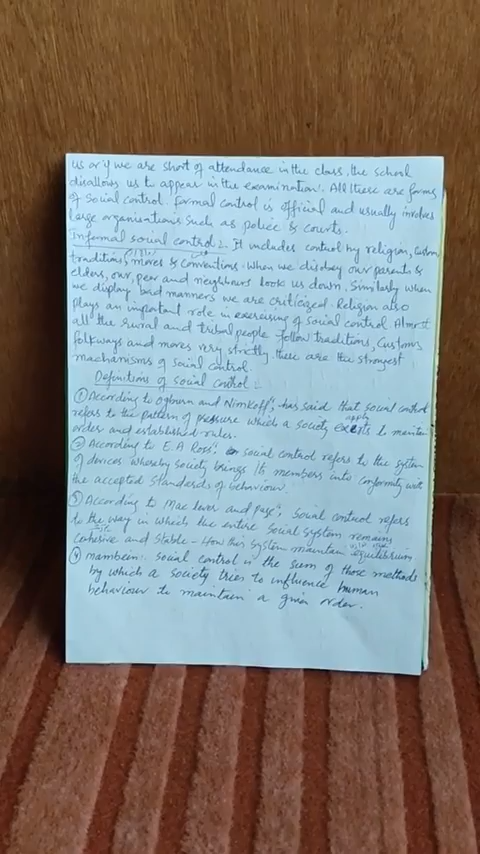 us or if we are short of attendance in the class, the school
disallows us to appear in the examination. All these are forms
of social control. Formal control is official and usually involves
large organisations such as police & courts.
Informal social control :- It includes control by religion, custom
traditions, mores & conventions. When we disobey our parents &
elders, our, peer and neighbours look us down. Similarly when
we display bad manners we are criticized. Religion also
plays an important role in exercising of social control. Almost
all the rural and tribal people follow traditions, customs
folkways and mores very strictly. These are the strongest
mechanisms of social control.
Definitions of social control :-
① According to Ogburn and Nimkoff", has said that social control
refers to the pattern of pressure which a society exerts to maintain
order and established rules.
② According to E.A Ross". social control refers to the system
of devices whereby society brings its members into conformity with
the accepted standards of behaviour.
③ According to Mac Iever and page". Social control refers
to the way in which the entire social system remains
Cohesive and stable - How this system maintain equilibrium.
④ mambein: social control is the sum of those methods
by which a society tries to influence human
behaviour to maintain a given order.